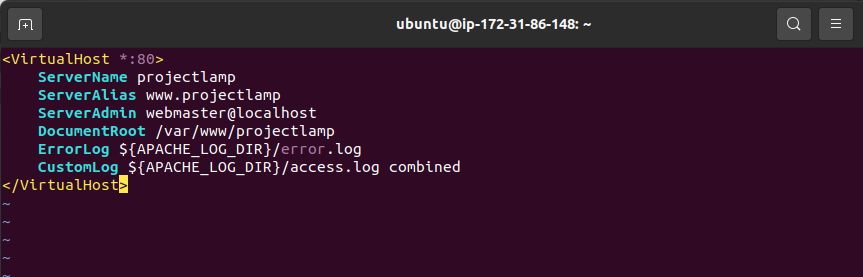 ubuntu@ip-172-31-86-148: ~
<VirtualHost *:80>
    ServerName projectlamp
    ServerAlias www.projectlamp
    ServerAdmin webmaster@localhost
    DocumentRoot /var/www/projectlamp
    ErrorLog ${APACHE_LOG_DIR}/error.log
    CustomLog ${APACHE_LOG_DIR}/access.log combined
</VirtualHost>
~
~
~
~
~